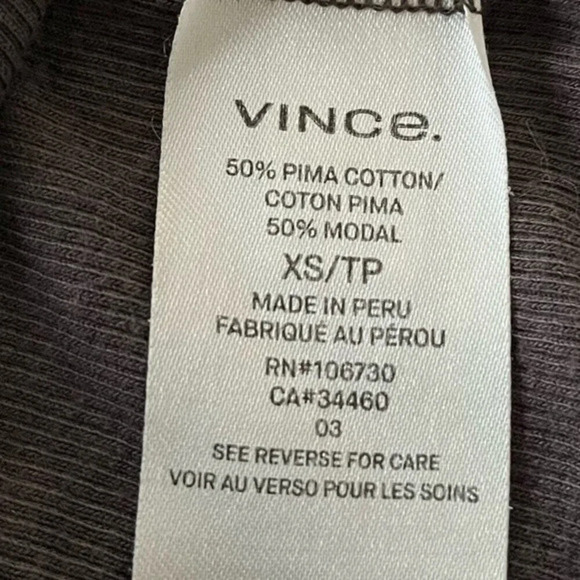 VINCe.
50% PIMA COTTON/
COTON PIMA
50% MODAL
XS/TP
MADE IN PERU
FABRIQUÉ AU PÉROU
RN#106730
CA#34460
03
SEE REVERSE FOR CARE
VOIR AU VERSO POUR LES SOINS